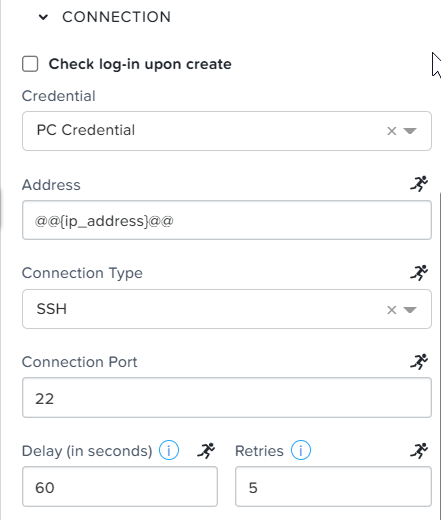 CONNECTION
Check log-in upon create
Credential
PC Credential
Address
@@{ip_address}@@
Connection Type
SSH
Connection Port
22
Delay (in seconds) Retries
60 5